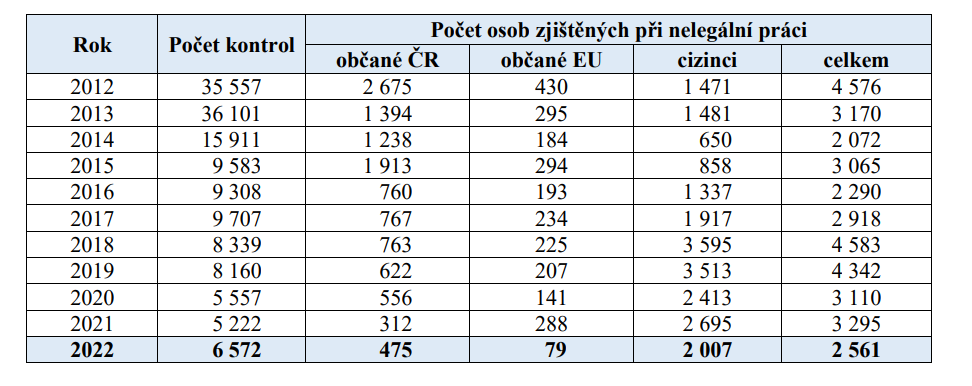 Rok Počet kontrol Počet osob zjištěných při nelegální práci
občané ČR občané EU cizinci celkem
2012 35 557 2 675 430 1 471 4 576
2013 36 101 1 394 295 1 481 3 170
2014 15 911 1 238 184 650 2 072
2015 9 583 1 913 294 858 3 065
2016 9 308 760 193 1 337 2 290
2017 9 707 767 234 1 917 2 918
2018 8 339 763 225 3 595 4 583
2019 8 160 622 207 3 513 4 342
2020 5 557 556 141 2 413 3 110
2021 5 222 312 288 2 695 3 295
2022 6 572 475 79 2 007 2 561